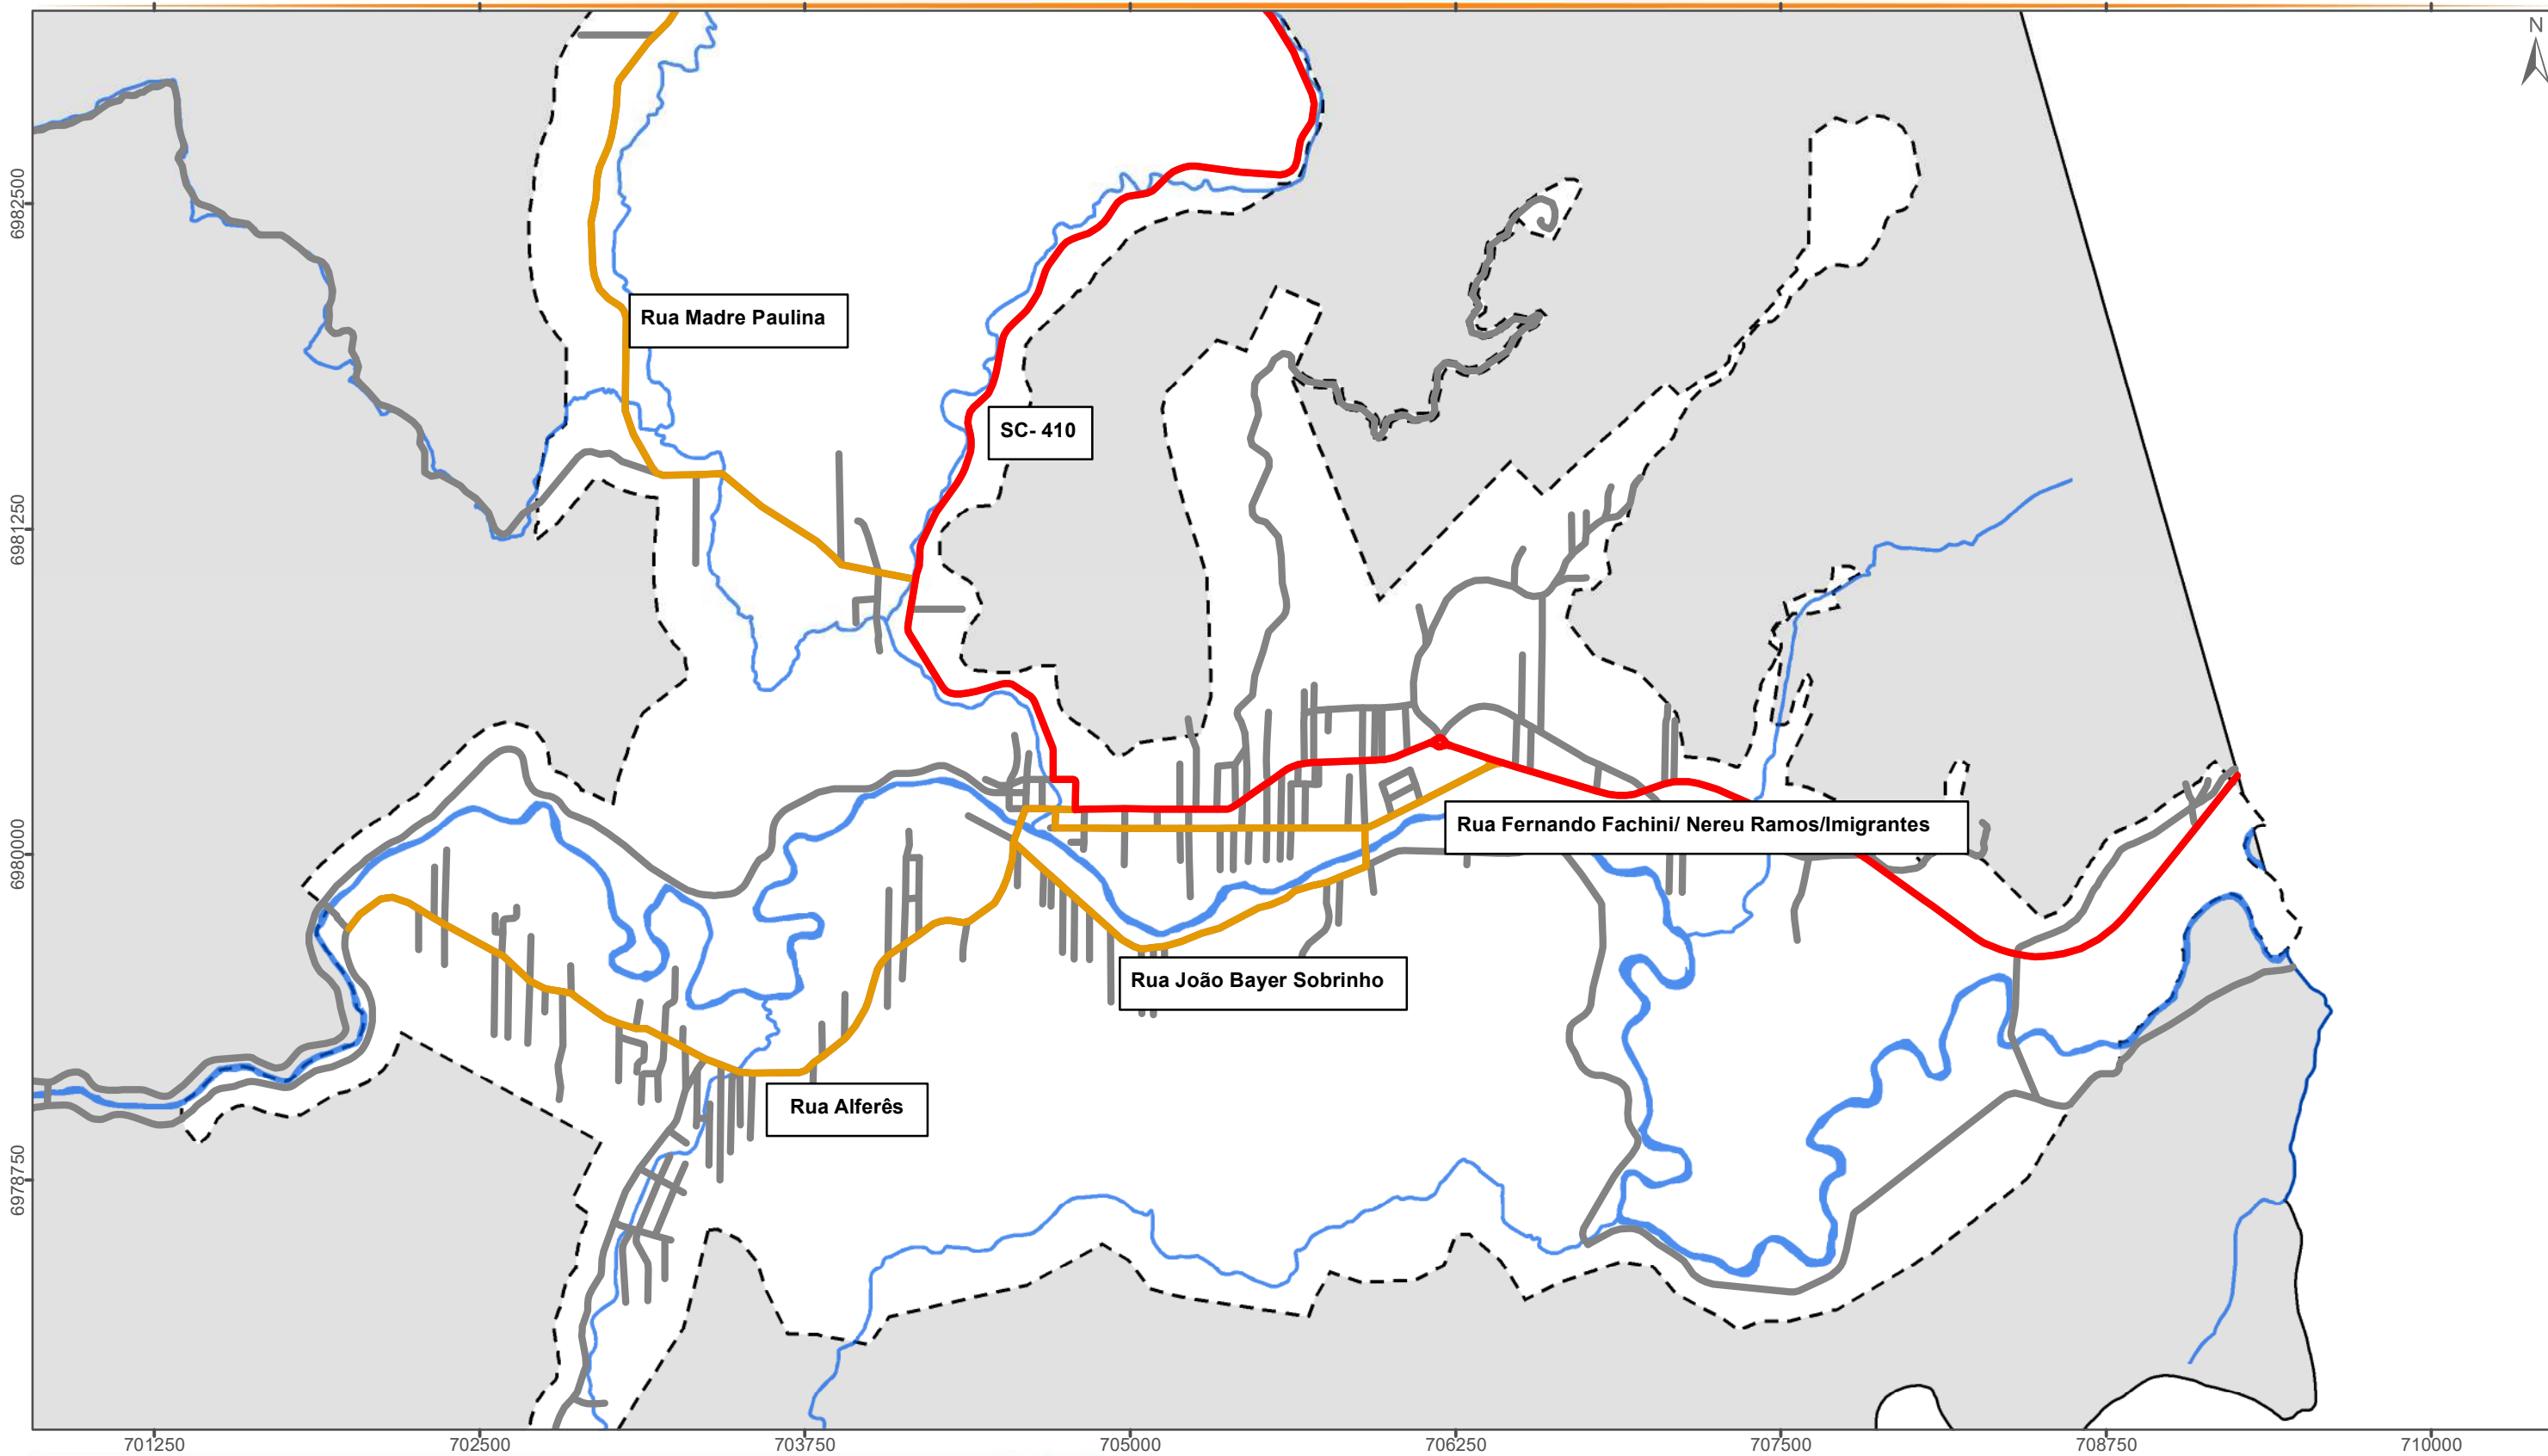 N
6982500
Rua Madre Paulina
SC- 410
6981250
Rua Fernando Fachini/ Nereu Ramos/Imigrantes
6980000
Rua João Bayer Sobrinho
Rua Alferês
6978750
701250
702500
703750
705000
706250
707500
708750
710000